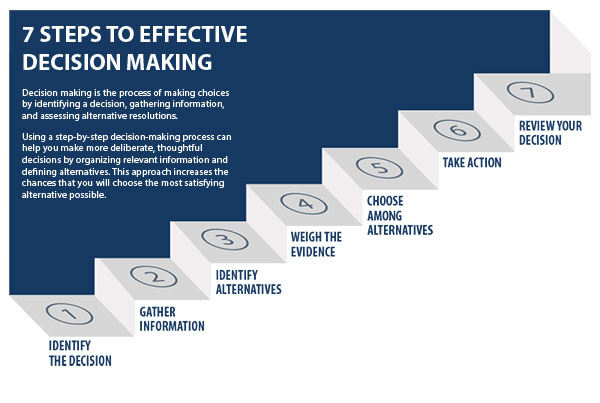 7 STEPS TO EFFECTIVE
DECISION MAKING
Decision making is the process of making choices
by identifying a decision, gathering information,
and assessing alternative resolutions.
Using a step-by-step decision-making process can
help you make more deliberate, thoughtful
decisions by organizing relevant information and
defining alternatives. This approach increases the
chances that you will choose the most satisfying
alternative possible.
1
IDENTIFY
THE DECISION
2
GATHER
INFORMATION
3
IDENTIFY
ALTERNATIVES
4
WEIGH THE
EVIDENCE
5
CHOOSE
AMONG
ALTERNATIVES
6
TAKE ACTION
7
REVIEW YOUR
DECISION